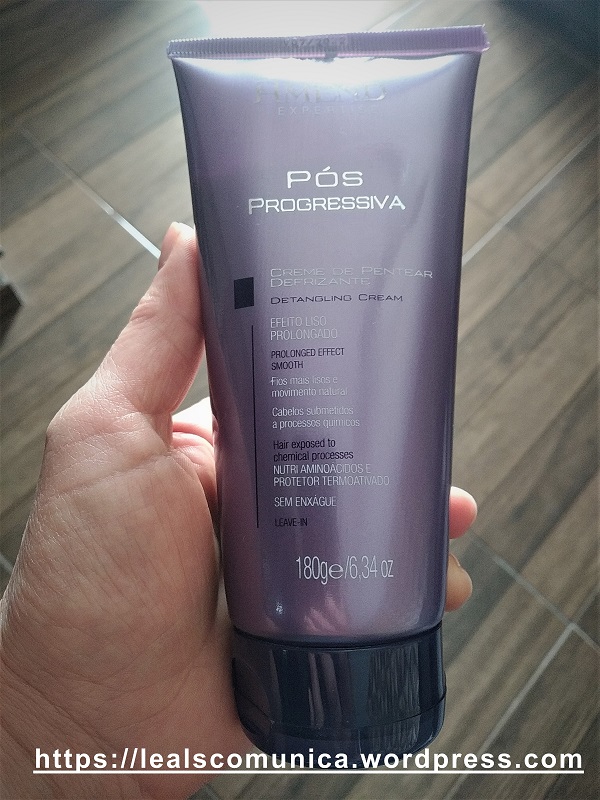 AMEND
EXPERTISE
PÓS
PROGRESSIVA
CREME DE PENTEAR
DEFRIZANTE
DETANGLING CREAM
EFEITO LISO
PROLONGADO
PROLONGED EFFECT
SMOOTH
Fios mais lisos e
movimento natural
Cabelos submetidos
a processos químicos
Hair exposed to
chemical processes
NUTRI AMINOÁCIDOS E
PROTETOR TERMOATIVADO
SEM ENXÁGUE
LEAVE-IN
180g℮/6,34 oz
https://lealscomunica.wordpress.com